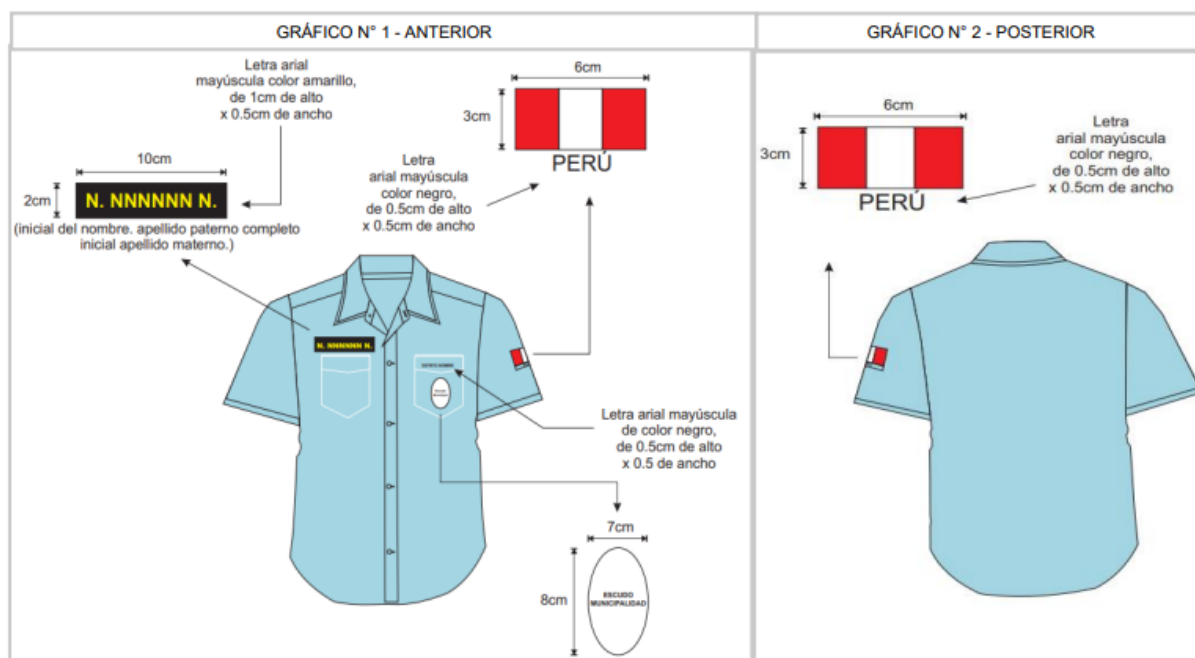 GRÁFICO N° 1 - ANTERIOR
Letra arial
mayúscula color amarillo,
de 1cm de alto
x 0.5cm de ancho
10cm
2cm
N. NNNNNN N.
(inicial del nombre. apellido paterno completo
inicial apellido materno.)
6cm
3cm
PERÚ
Letra
arial mayúscula
color negro,
de 0.5cm de alto
x 0.5cm de ancho
N. NNNNNN N.
Letra arial mayúscula
de color negro,
de 0.5cm de alto
x 0.5 de ancho
7cm
8cm
ESCUDO
MUNICIPALIDAD
GRÁFICO N° 2 - POSTERIOR
6cm
3cm
PERÚ
Letra
arial mayúscula
color negro,
de 0.5cm de alto
x 0.5cm de ancho